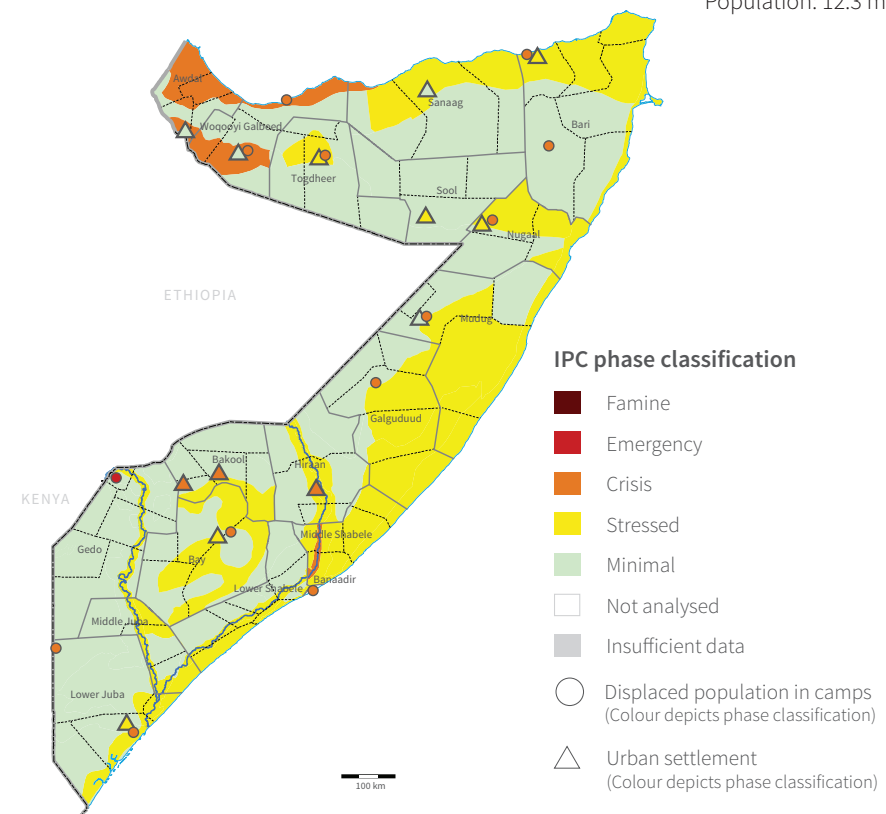 Population: 12.3 m
Awdal
Woqooyi Galbeed
Togdheer
Sanaag
Bari
Sool
Nugaal
ETHIOPIA
Mudug
IPC phase classification
Famine
Emergency
Crisis
Stressed
Minimal
Not analysed
Insufficient data
Displaced population in camps
(Colour depicts phase classification)
Urban settlement
(Colour depicts phase classification)
Galguduud
Bakool
Hiraan
KENYA
Gedo
Bay
Middle Shabele
Banaadir
Lower Shabele
Middle Juba
Lower Juba
100 km